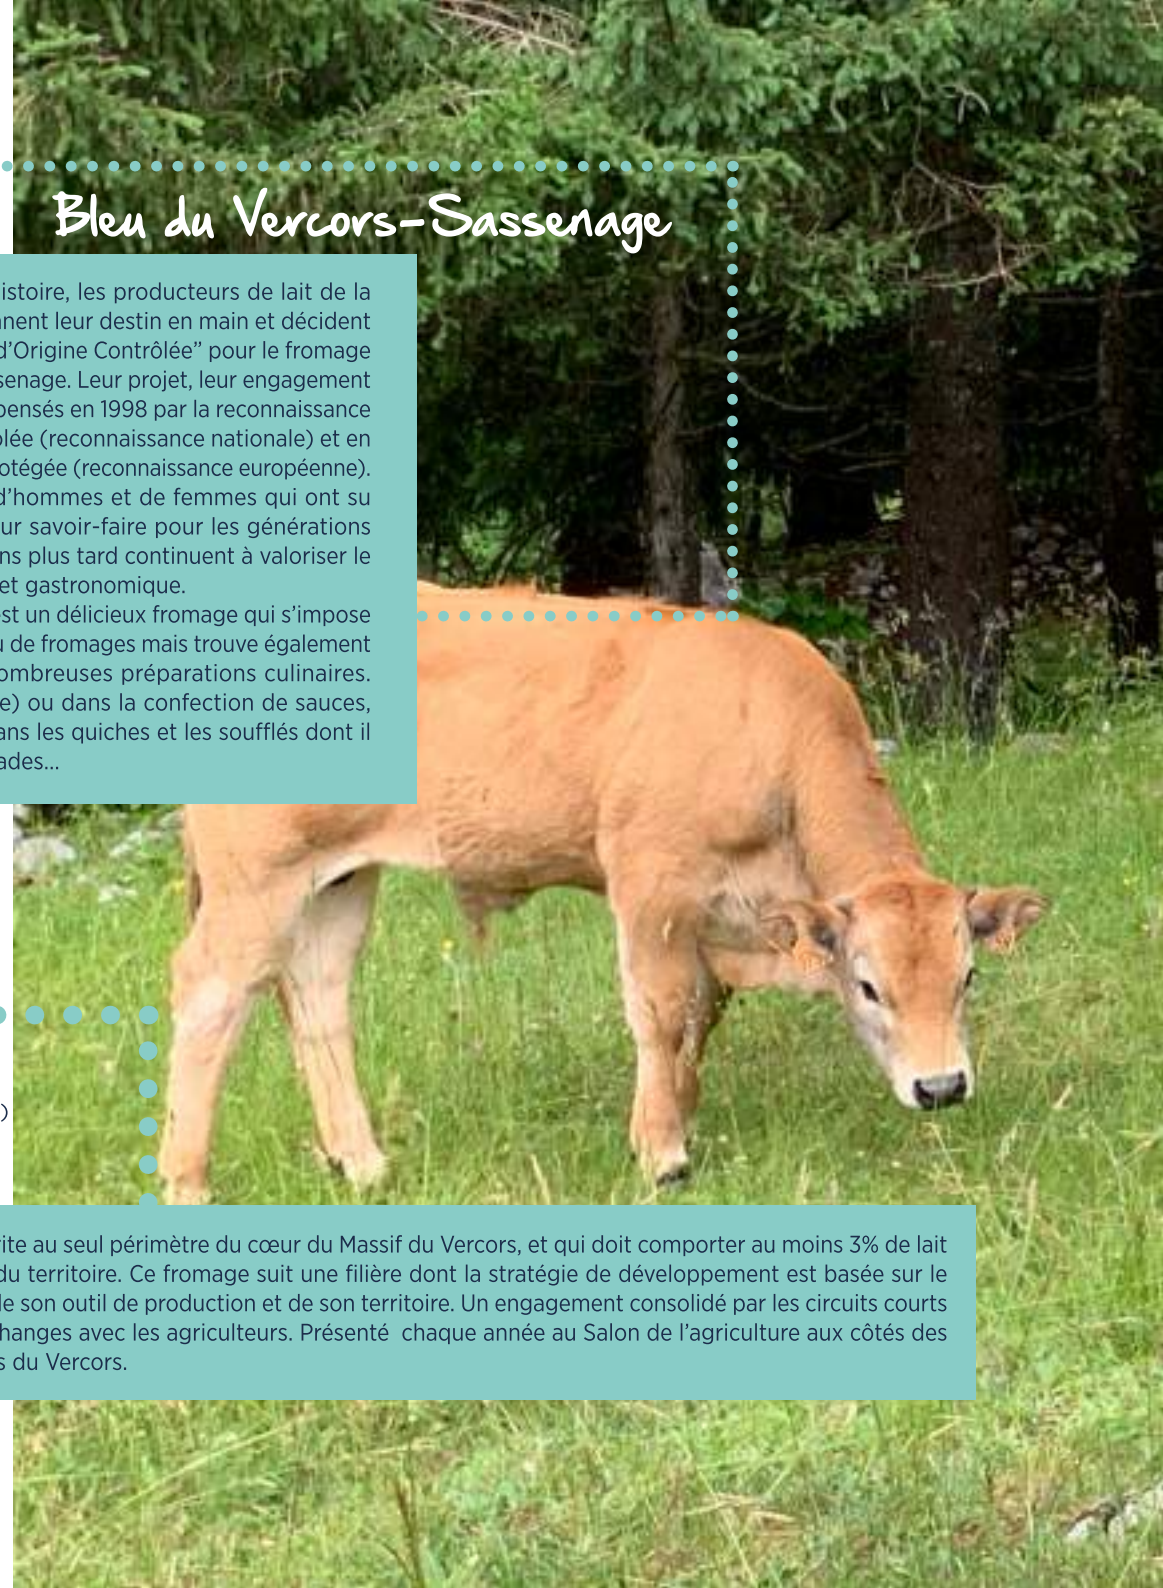 Bleu du Vercors-Sassenage
istoire, les producteurs de lait de la
nent leur destin en main et décident
d’Origine Contrôlée” pour le fromage
senage. Leur projet, leur engagement
pensés en 1998 par la reconnaissance
lée (reconnaissance nationale) et en
otégée (reconnaissance européenne).
d’hommes et de femmes qui ont su
ur savoir-faire pour les générations
ns plus tard continuent à valoriser le
et gastronomique.
st un délicieux fromage qui s’impose
u de fromages mais trouve également
ombreuses préparations culinaires.
e) ou dans la confection de sauces,
ans les quiches et les soufflés dont il
ades...
)
ite au seul périmètre du cœur du Massif du Vercors, et qui doit comporter au moins 3% de lait
du territoire. Ce fromage suit une filière dont la stratégie de développement est basée sur le
de son outil de production et de son territoire. Un engagement consolidé par les circuits courts
hanges avec les agriculteurs. Présenté chaque année au Salon de l’agriculture aux côtés des
s du Vercors.